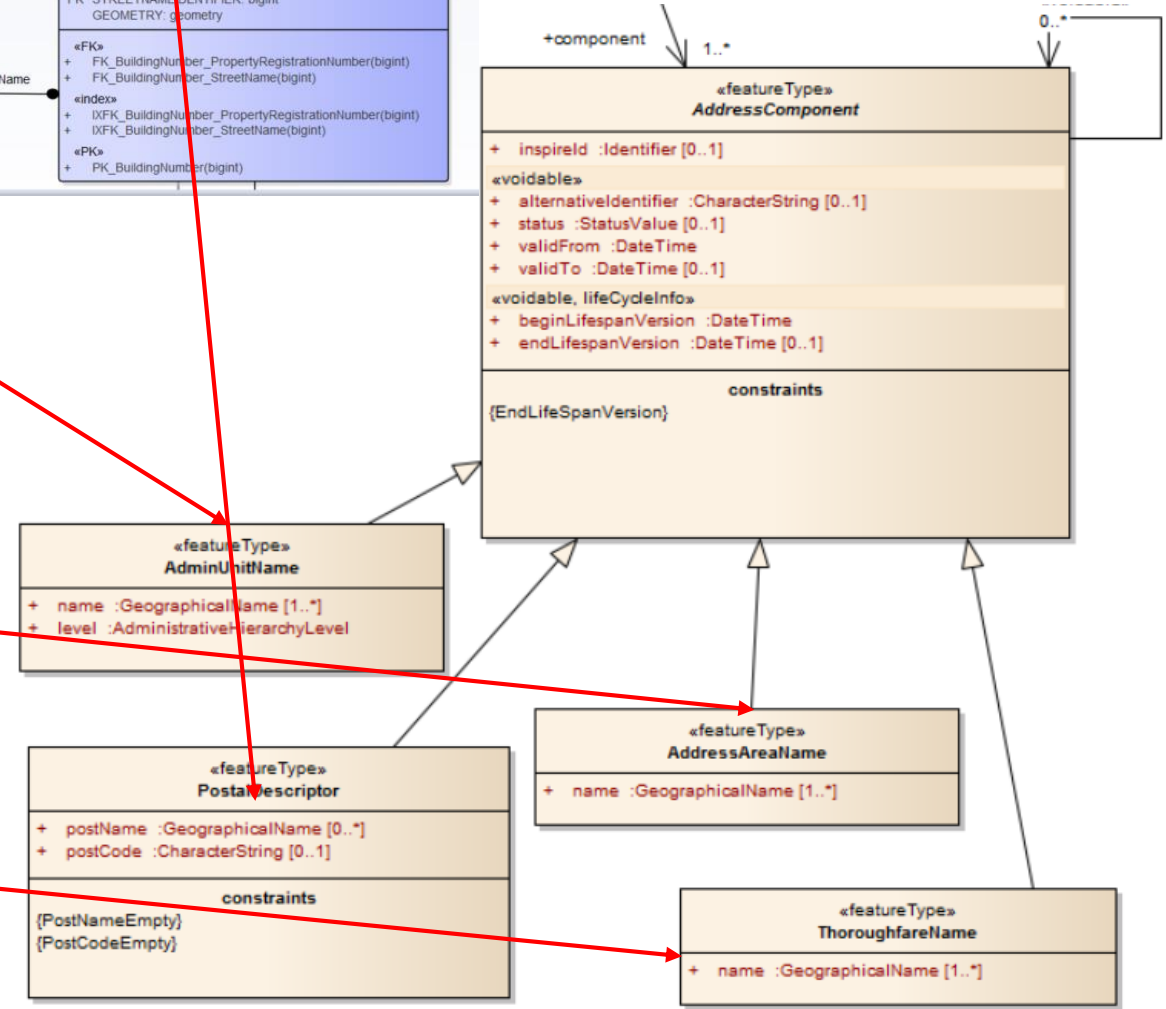 FK STREETNAMEIDENTIFIER: bigint
GEOMETRY: geometry
«FK»
+ FK_BuildingNumber_PropertyRegistrationNumber(bigint)
+ FK_BuildingNumber_StreetName(bigint)
«index»
+ IXFK_BuildingNumber_PropertyRegistrationNumber(bigint)
+ IXFK_BuildingNumber_StreetName(bigint)
«PK»
+ PK_BuildingNumber(bigint)
Name
+component
1..*
0..*
«featureType»
AddressComponent
+ inspireId :Identifier [0..1]
«voidable»
+ alternativeIdentifier :CharacterString [0..1]
+ status :StatusValue [0..1]
+ validFrom :DateTime
+ validTo :DateTime [0..1]
«voidable, lifeCycleInfo»
+ beginLifespanVersion :DateTime
+ endLifespanVersion :DateTime [0..1]
constraints
{EndLifeSpanVersion}
«featureType»
AdminUnitName
+ name :GeographicalName [1..*]
+ level :AdministrativeHierarchyLevel
«featureType»
AddressAreaName
+ name :GeographicalName [1..*]
«featureType»
PostalDescriptor
+ postName :GeographicalName [0..*]
+ postCode :CharacterString [0..1]
constraints
{PostNameEmpty}
{PostCodeEmpty}
«featureType»
ThoroughfareName
+ name :GeographicalName [1..*]